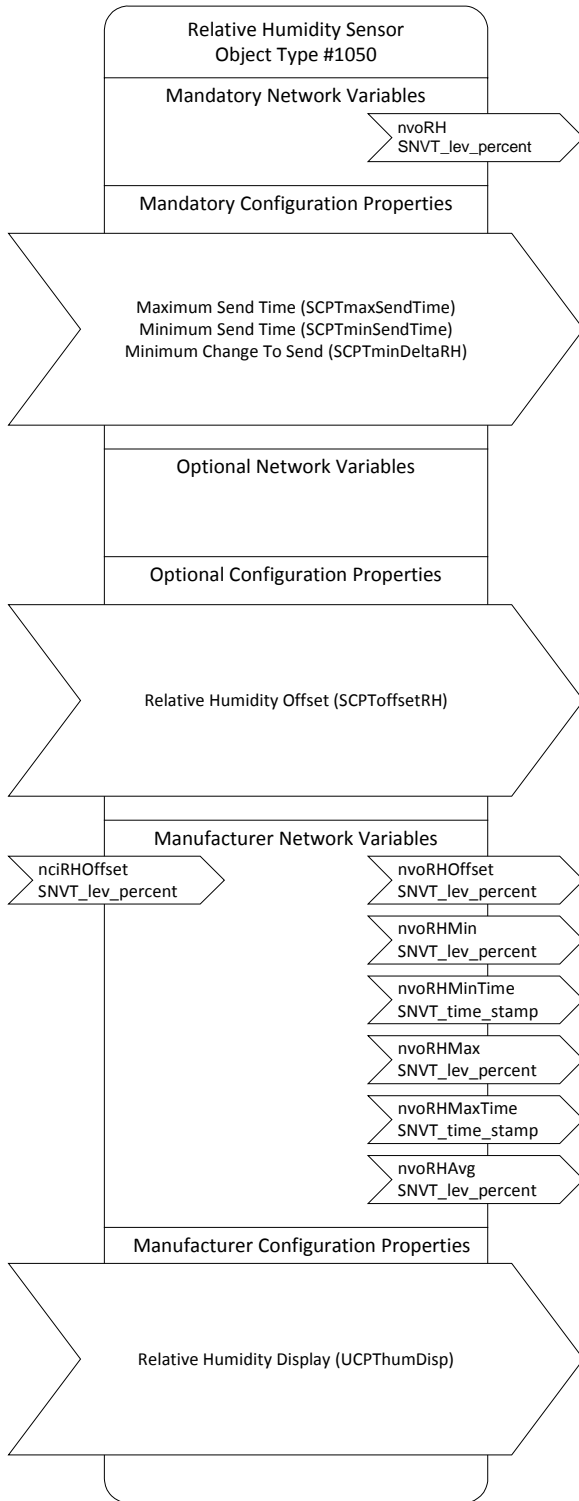 Relative Humidity Sensor
Object Type #1050
Mandatory Network Variables
nvoRH
SNVT_lev_percent
Mandatory Configuration Properties
Maximum Send Time (SCPTmaxSendTime)
Minimum Send Time (SCPTminSendTime)
Minimum Change To Send (SCPTminDeltaRH)
Optional Network Variables
Optional Configuration Properties
Relative Humidity Offset (SCPToffsetRH)
Manufacturer Network Variables
nciRHOffset
SNVT_lev_percent
nvoRHOffset
SNVT_lev_percent
nvoRHMin
SNVT_lev_percent
nvoRHMinTime
SNVT_time_stamp
nvoRHMax
SNVT_lev_percent
nvoRHMaxTime
SNVT_time_stamp
nvoRHAvg
SNVT_lev_percent
Manufacturer Configuration Properties
Relative Humidity Display (UCPThumDisp)